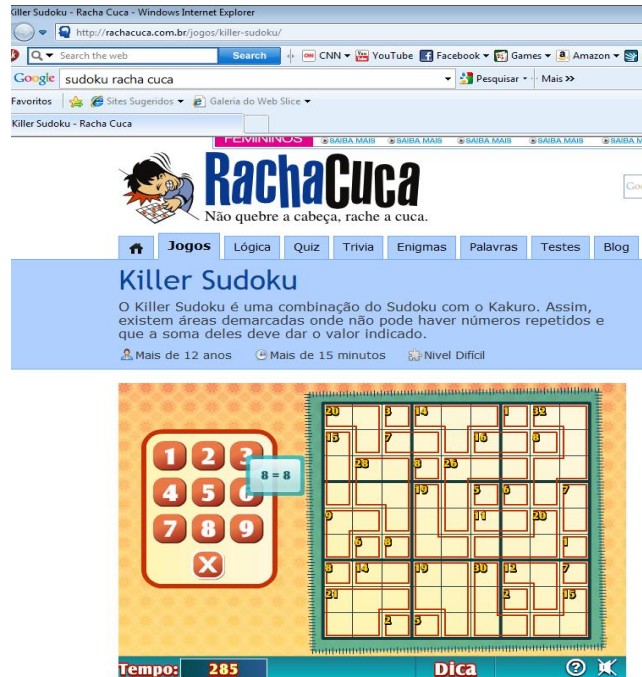 Killer Sudoku - Racha Cuca - Windows Internet Explorer
http://rachacuca.com.br/jogos/killer-sudoku/
Search the web Search CNN YouTube Facebook Games Amazon
Google sudoku racha cuca Pesquisar Mais >>
Favoritos Sites Sugeridos Galeria do Web Slice
Killer Sudoku - Racha Cuca
FEMININOS SAIBA MAIS SAIBA MAIS SAIBA MAIS SAIBA MAIS
RachaCuca
Não quebre a cabeça, rache a cuca.
Jogos Lógica Quiz Trivia Enigmas Palavras Testes Blog
Killer Sudoku
O Killer Sudoku é uma combinação do Sudoku com o Kakuro. Assim,
existem áreas demarcadas onde não pode haver números repetidos e
que a soma deles deve dar o valor indicado.
Mais de 12 anos Mais de 15 minutos Nivel Difícil
20 3 14 1 32
15 7 16 8
1 2 3
28 8 26
8 = 8
4 5 6
19 5 6 7
7 8 9
9 11 20
6 8 1
X
8 14 19 30 12 7
21 2 15
2 5
Tempo: 285 Dica ?